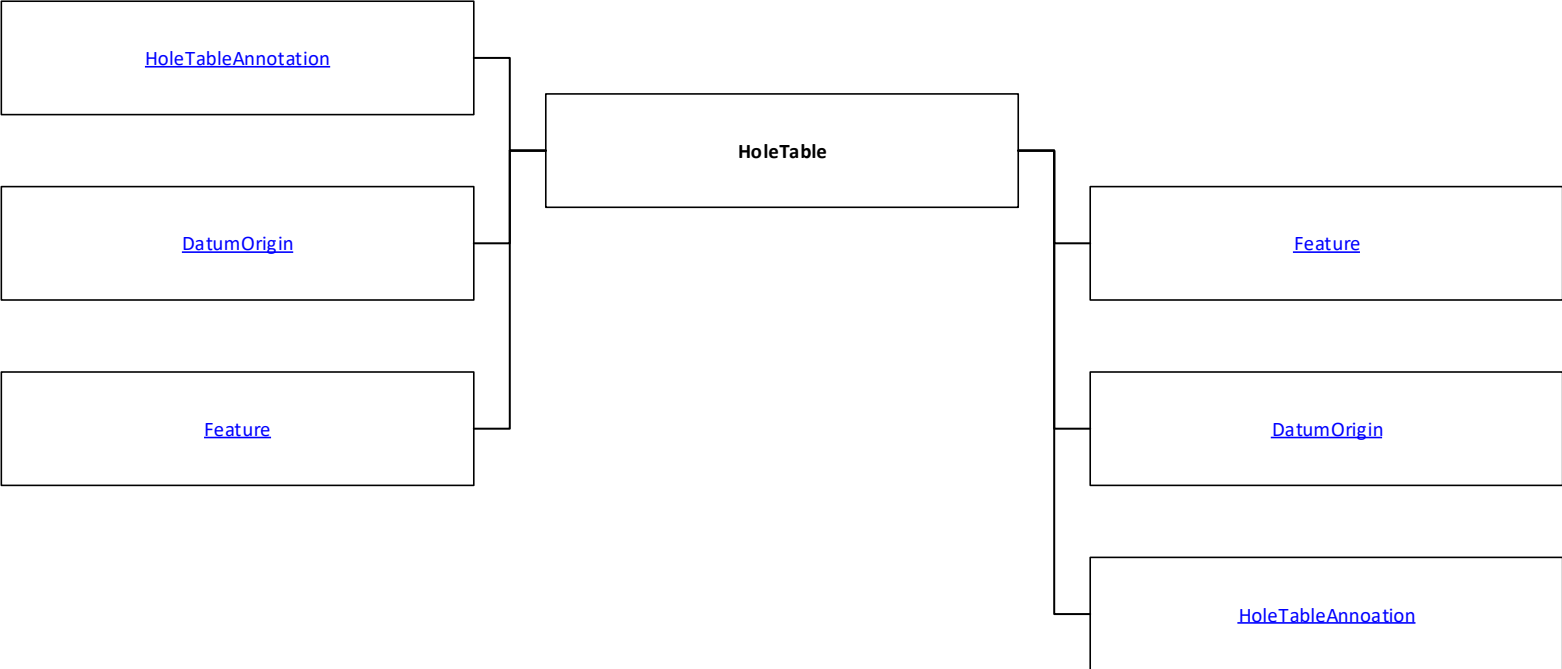 HoleTableAnnotation
HoleTable
DatumOrigin
Feature
Feature
DatumOrigin
HoleTableAnnoation